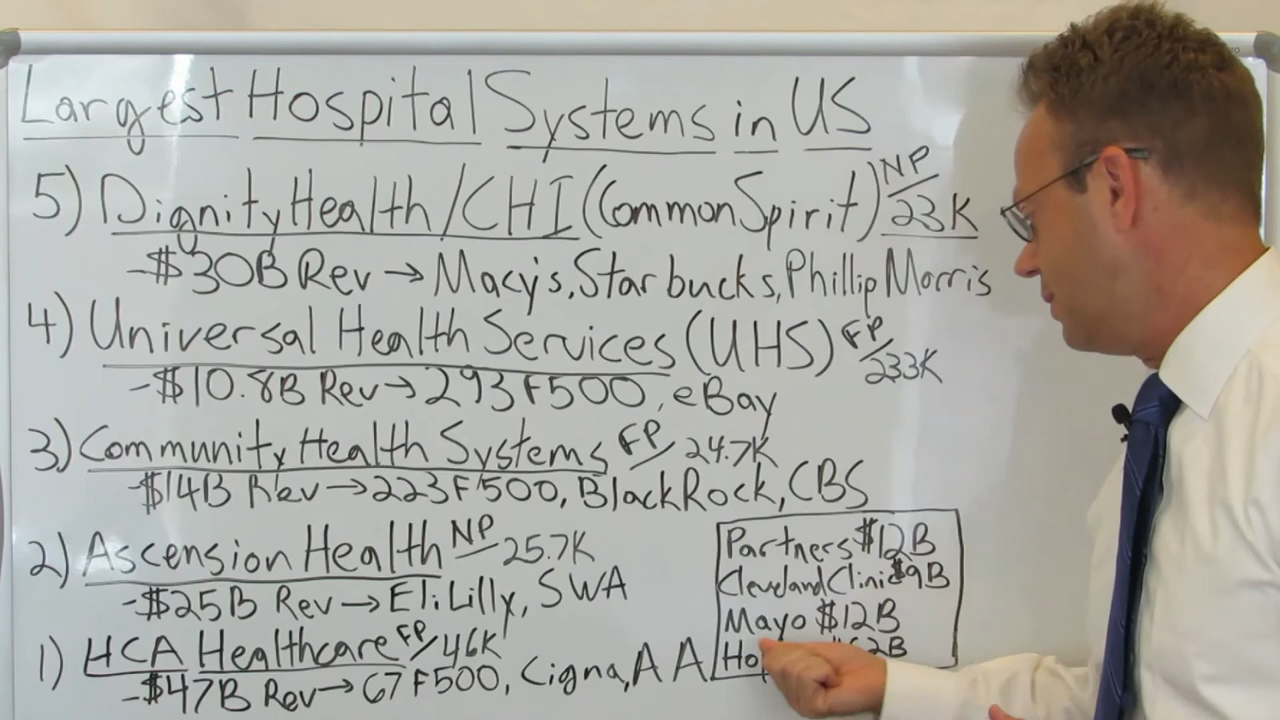 Largest Hospital Systems in US
5) Dignity Health/CHI (Common Spirit) NP/23K
-$30B Rev → Macy's, Starbucks, Phillip Morris
4) Universal Health Services (UHS) FP/233K
-$10.8B Rev → 293 F500, eBay
3) Community Health Systems FP/24.7K
-$14B Rev → 223 F500, BlackRock, CBS
2) Ascension Health NP/25.7K
-$25B Rev → Eli Lilly, SWA
1) HCA Healthcare FP/46K
-$47B Rev → 67 F500, Cigna, AA
Partners $12B
Cleveland Clinic $9B
Mayo $12B